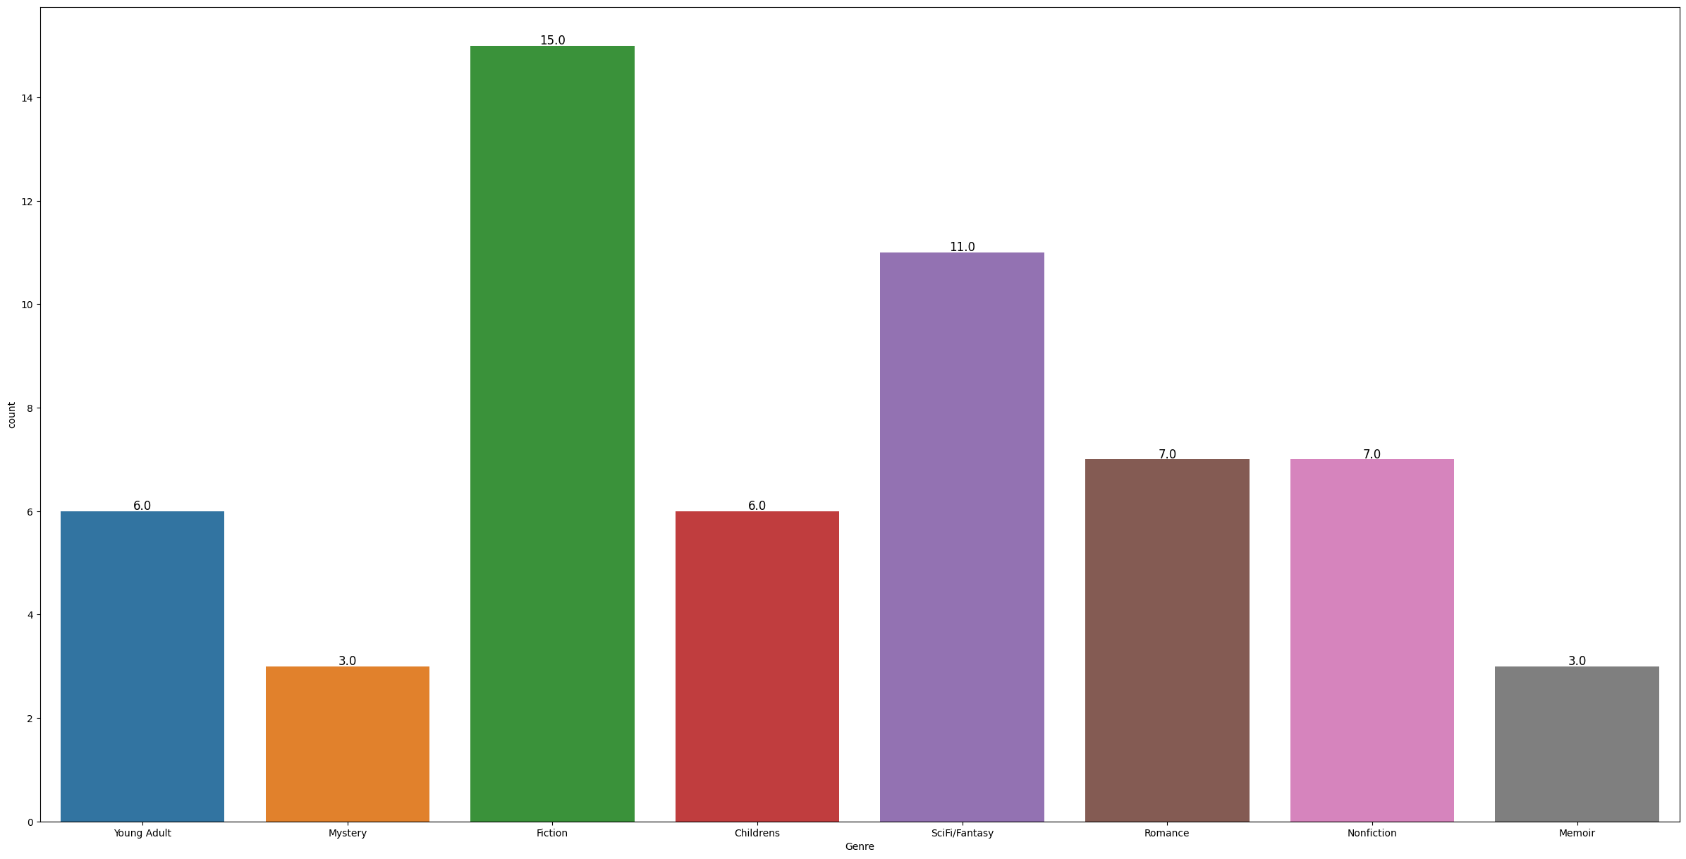 15.0
14
12
11.0
10
8
7.0
7.0
6.0
6.0
6
4
3.0
3.0
2
0
count
Young Adult
Mystery
Fiction
Childrens
SciFi/Fantasy
Romance
Nonfiction
Memoir
Genre